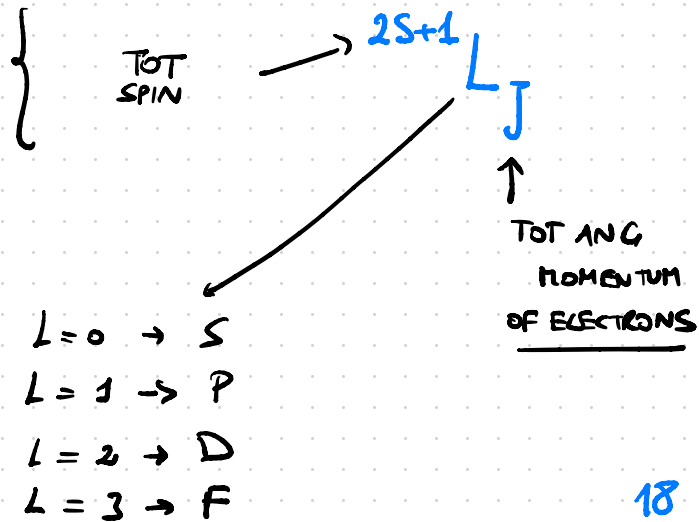 TOT
SPIN
→ 2S+1 L J
↑
TOT ANG
MOMENTUM
OF ELECTRONS
L = 0 → S
L = 1 → P
L = 2 → D
L = 3 → F
18